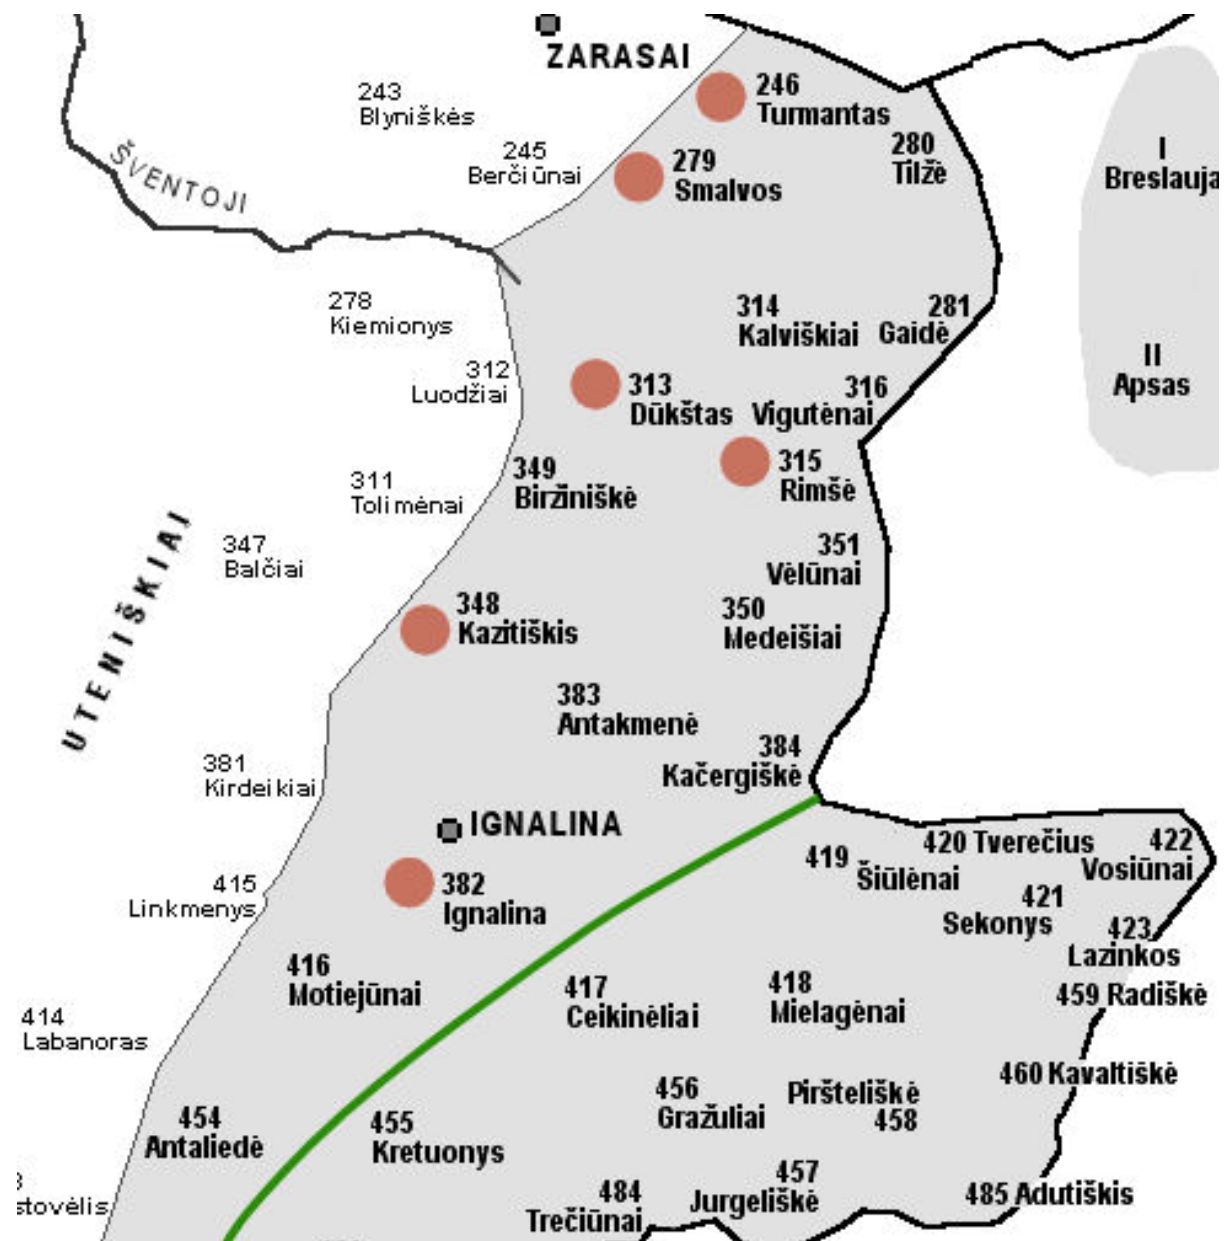 ZARASAI
246
Turmantas
243
Blyniškės
280
Tilžė
245
Berčiūnai
279
Smalvos
I
Breslauja
ŠVENTOJI
278
Kiemionys
314
Kalviškiai
281
Gaidė
II
Apsas
312
Luodžiai
313
Dūkštas
316
Vigutėnai
311
Tolimėnai
349
Biržiniškė
315
Rimšė
UTENIŠKIAI
347
Balčiai
351
Vėlūnai
348
Kazitiškis
350
Medeišiai
383
Antakmenė
381
Kirdeikiai
384
Kačergiškė
IGNALINA
420 Tverečius
422
Vosiūnai
419
Šiūlėnai
415
Linkmenys
382
Ignalina
421
Sekonys
423
Lazinkos
416
Motiejūnai
417
Ceikinėliai
418
Mielagėnai
459 Radiškė
414
Labanoras
460 Kavaltiškė
454
Antaliedė
455
Kretuonys
456
Gražuliai
Piršteliškė
458
stovėlis
484
Trečiūnai
457
Jurgeliškė
485 Adutiškis